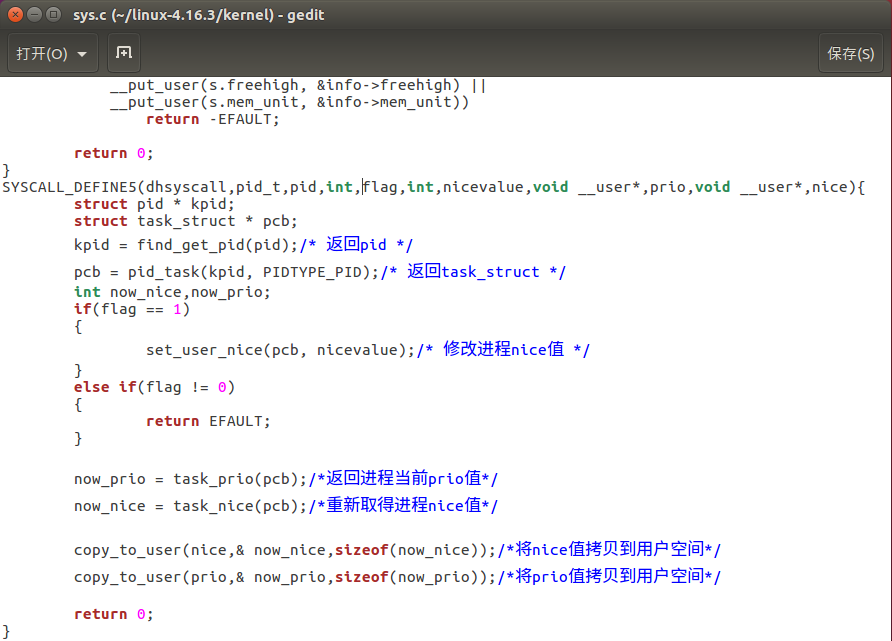 sys.c (~/linux-4.16.3/kernel) - gedit
打开(O)
保存(S)
__put_user(s.freehigh, &info->freehigh) ||
__put_user(s.mem_unit, &info->mem_unit))
return -EFAULT;
return 0;
}
SYSCALL_DEFINE5(dhsyscall,pid_t,pid,int,flag,int,nicevalue,void __user*,prio,void __user*,nice){
struct pid * kpid;
struct task_struct * pcb;
kpid = find_get_pid(pid);/* 返回pid */
pcb = pid_task(kpid, PIDTYPE_PID);/* 返回task_struct */
int now_nice,now_prio;
if(flag == 1)
{
set_user_nice(pcb, nicevalue);/* 修改进程nice值 */
}
else if(flag != 0)
{
return EFAULT;
}
now_prio = task_prio(pcb);/*返回进程当前prio值*/
now_nice = task_nice(pcb);/*重新取得进程nice值*/
copy_to_user(nice,& now_nice,sizeof(now_nice));/*将nice值拷贝到用户空间*/
copy_to_user(prio,& now_prio,sizeof(now_prio));/*将prio值拷贝到用户空间*/
return 0;
}